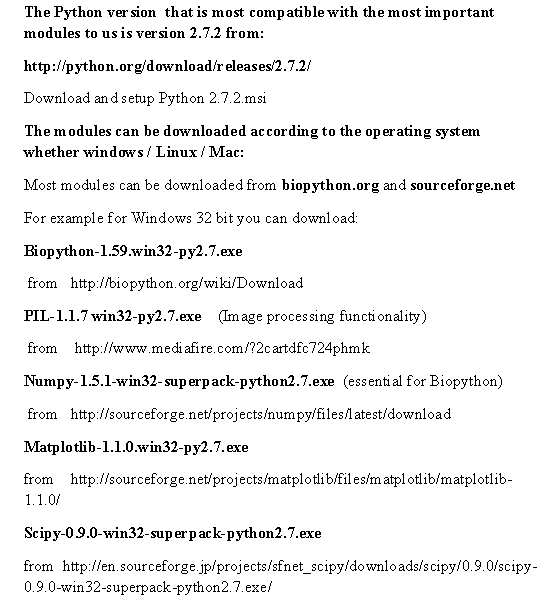 The Python version that is most compatible with the most important
modules to us is version 2.7.2 from:
http://python.org/download/releases/2.7.2/
Download and setup Python 2.7.2.msi
The modules can be downloaded according to the operating system
whether windows / Linux / Mac:
Most modules can be downloaded from biopython.org and sourceforge.net
For example for Windows 32 bit you can download:
Biopython-1.59.win32-py2.7.exe
from http://biopython.org/wiki/Download
PIL-1.1.7 win32-py2.7.exe (Image processing functionality)
from http://www.mediafire.com/?2cartdfc724phmk
Numpy-1.5.1-win32-superpack-python2.7.exe (essential for Biopython)
from http://sourceforge.net/projects/numpy/files/latest/download
Matplotlib-1.1.0.win32-py2.7.exe
from http://sourceforge.net/projects/matplotlib/files/matplotlib/matplotlib-
1.1.0/
Scipy-0.9.0-win32-superpack-python2.7.exe
from http://en.sourceforge.jp/projects/sfnet_scipy/downloads/scipy/0.9.0/scipy-
0.9.0-win32-superpack-python2.7.exe/